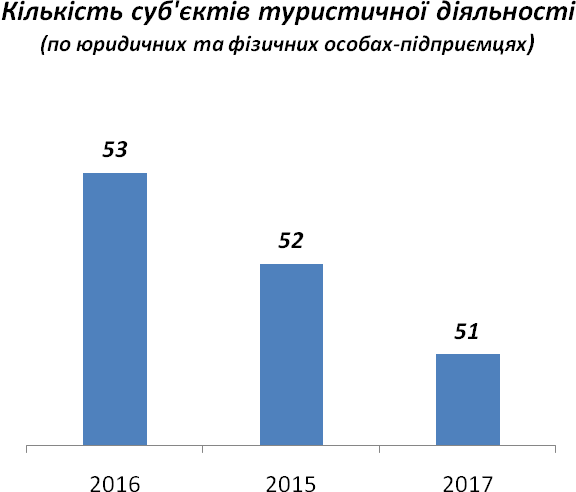 Кількість суб'єктів туристичної діяльності
(по юридичних та фізичних особах-підприємцях)
53
52
51
2016 2015 2017